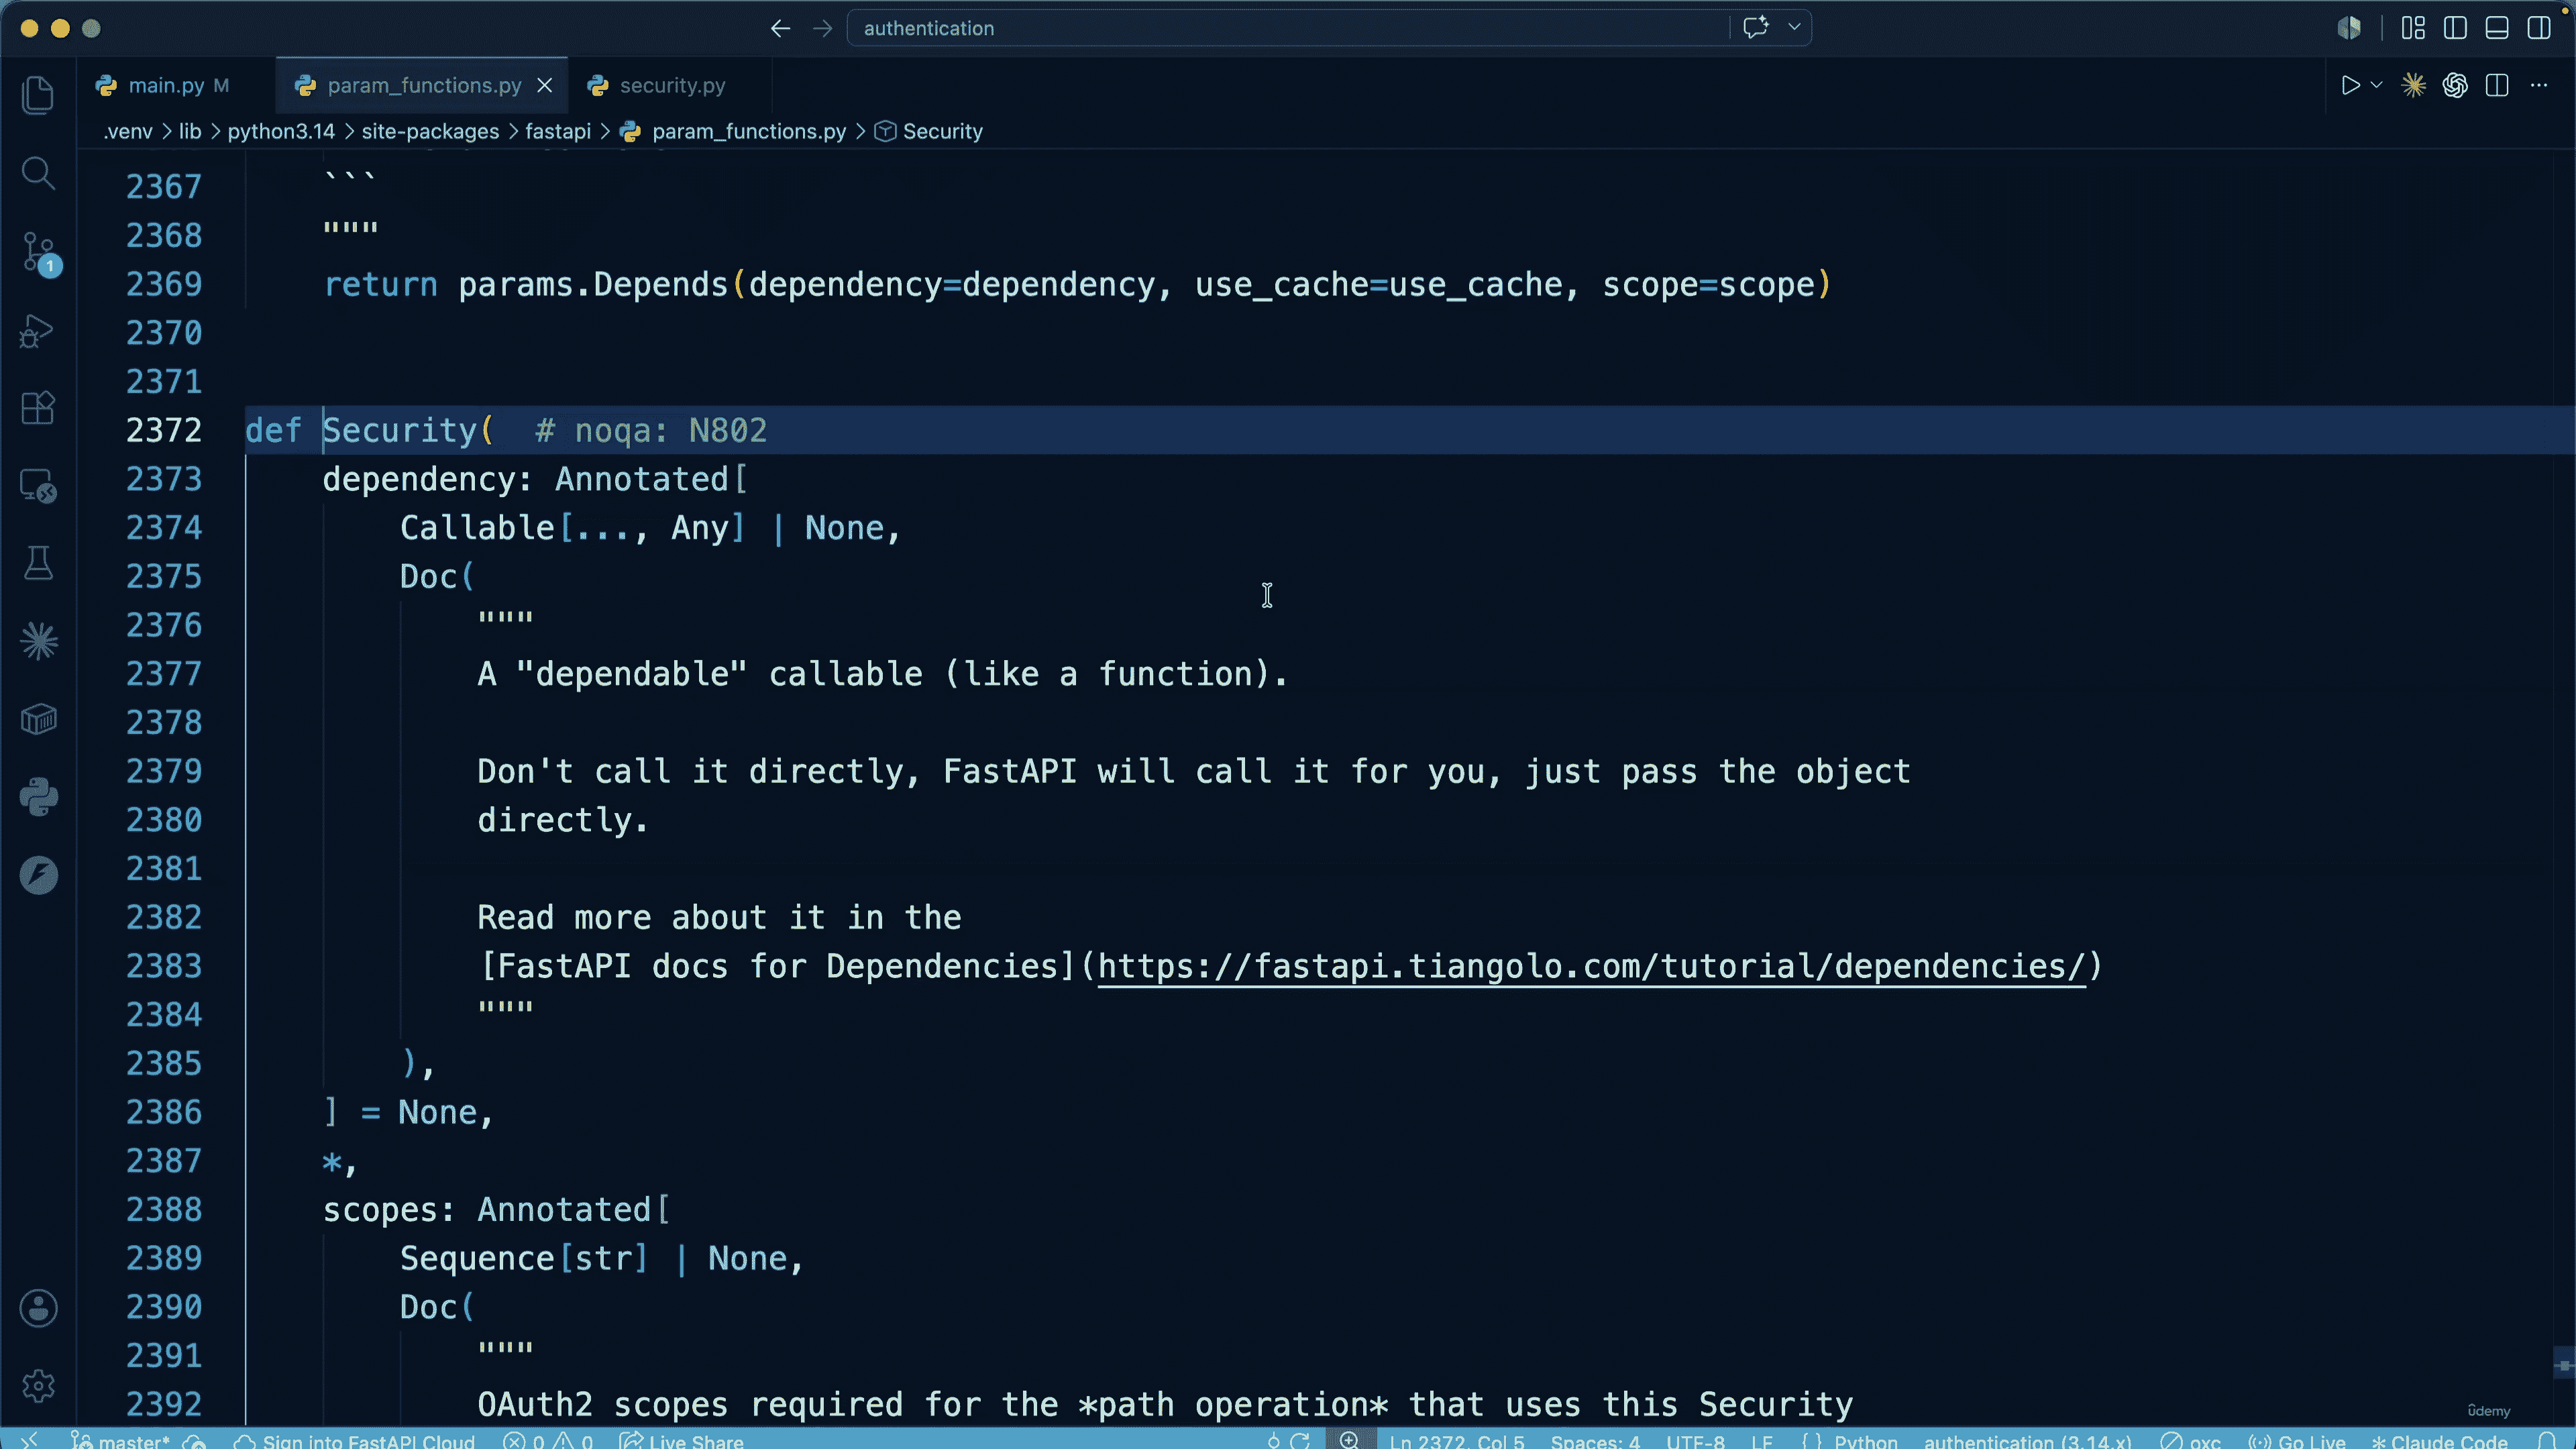 authentication
main.py M
param_functions.py
security.py
.venv > lib > python3.14 > site-packages > fastapi > param_functions.py > Security
2367 ```
2368 """
2369 return params.Depends(dependency=dependency, use_cache=use_cache, scope=scope)
2370
2371
2372 def Security( # noqa: N802
2373 dependency: Annotated[
2374 Callable[..., Any] | None,
2375 Doc(
2376 """
2377 A "dependable" callable (like a function).
2378
2379 Don't call it directly, FastAPI will call it for you, just pass the object
2380 directly.
2381
2382 Read more about it in the
2383 [FastAPI docs for Dependencies](https://fastapi.tiangolo.com/tutorial/dependencies/)
2384 """
2385 ),
2386 ] = None,
2387 *,
2388 scopes: Annotated[
2389 Sequence[str] | None,
2390 Doc(
2391 """
2392 OAuth2 scopes required for the *path operation* that uses this Security
1
ûdemy
master* Sign into FastAPI Cloud 0 0 Live Share Ln 2372, Col 5 Spaces: 4 UTF-8 LF { } Python authentication (3.14.x) oxc Go Live Claude Code